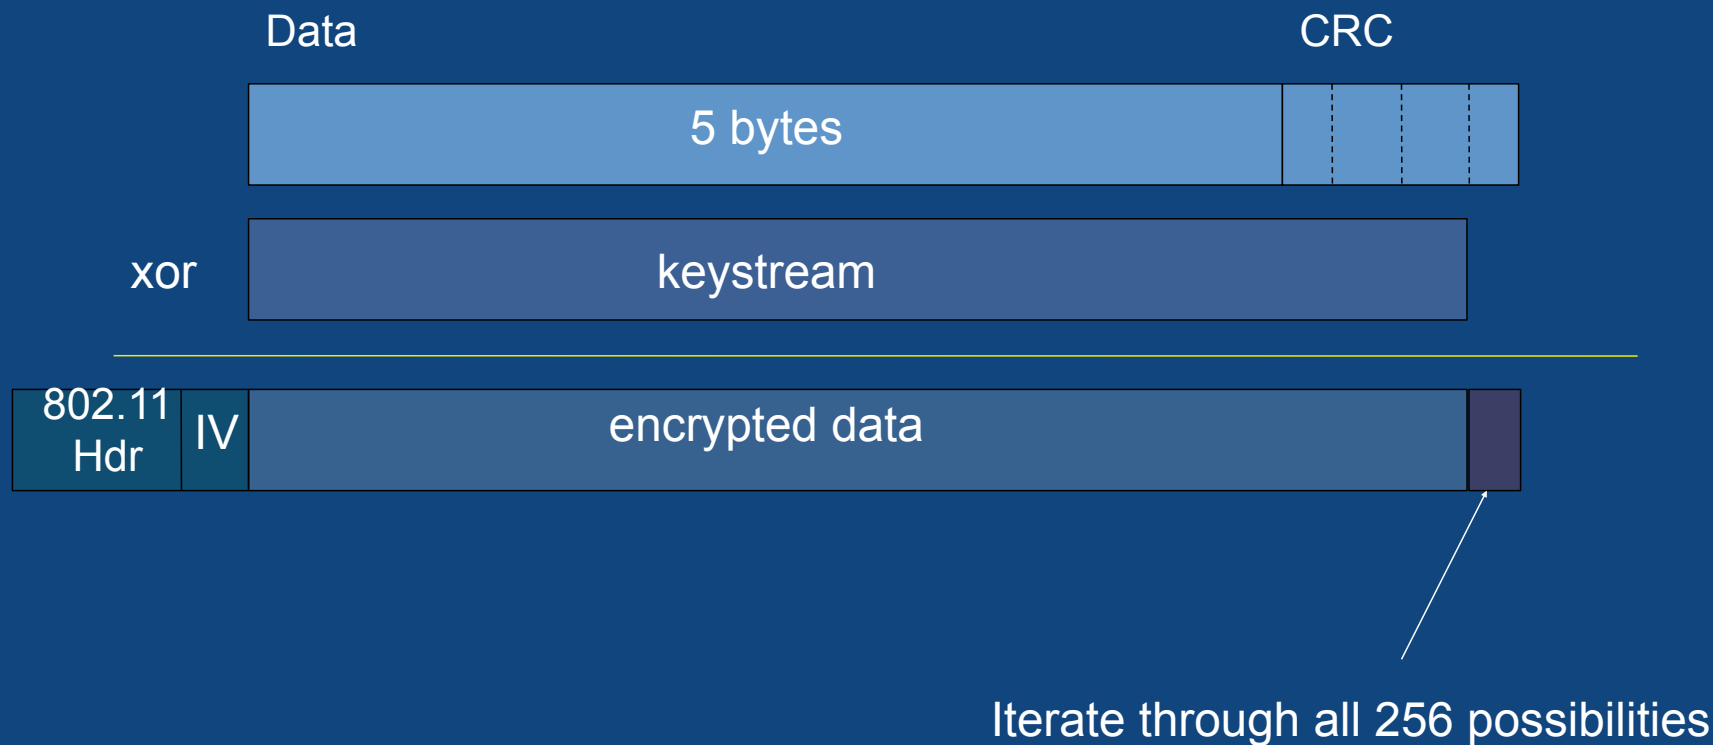 Data
CRC
5 bytes
xor
keystream
802.11
Hdr
IV
encrypted data
Iterate through all 256 possibilities